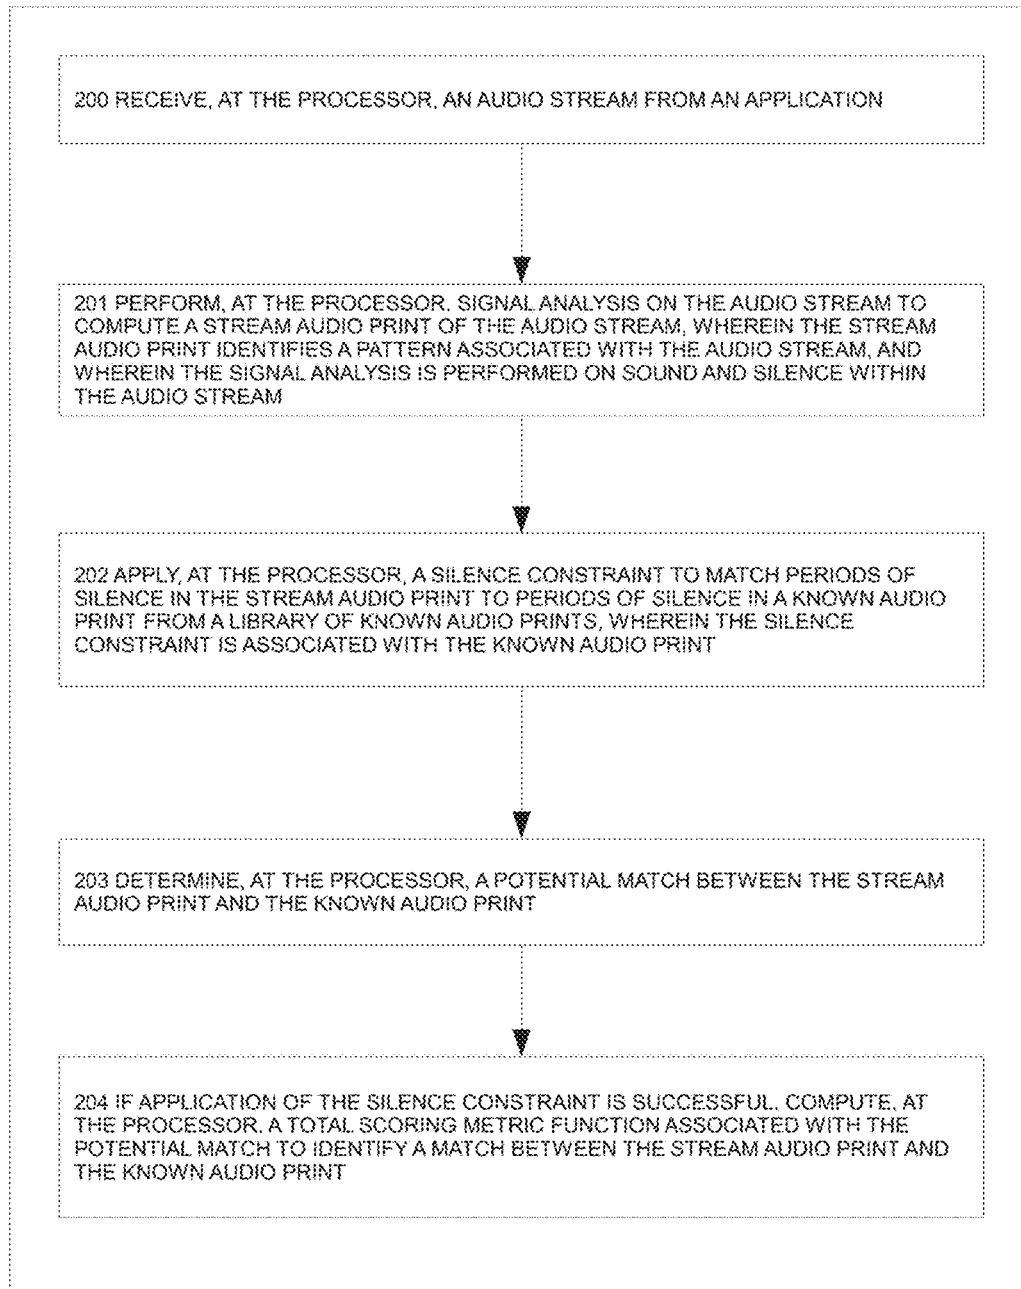 200 RECEIVE, AT THE PROCESSOR, AN AUDIO STREAM FROM AN APPLICATION
201 PERFORM, AT THE PROCESSOR, SIGNAL ANALYSIS ON THE AUDIO STREAM TO
COMPUTE A STREAM AUDIO PRINT OF THE AUDIO STREAM, WHEREIN THE STREAM
AUDIO PRINT IDENTIFIES A PATTERN ASSOCIATED WITH THE AUDIO STREAM, AND
WHEREIN THE SIGNAL ANALYSIS IS PERFORMED ON SOUND AND SILENCE WITHIN
THE AUDIO STREAM
202 APPLY, AT THE PROCESSOR, A SILENCE CONSTRAINT TO MATCH PERIODS OF
SILENCE IN THE STREAM AUDIO PRINT TO PERIODS OF SILENCE IN A KNOWN AUDIO
PRINT FROM A LIBRARY OF KNOWN AUDIO PRINTS, WHEREIN THE SILENCE
CONSTRAINT IS ASSOCIATED WITH THE KNOWN AUDIO PRINT
203 DETERMINE, AT THE PROCESSOR, A POTENTIAL MATCH BETWEEN THE STREAM
AUDIO PRINT AND THE KNOWN AUDIO PRINT
204 IF APPLICATION OF THE SILENCE CONSTRAINT IS SUCCESSFUL, COMPUTE, AT
THE PROCESSOR, A TOTAL SCORING METRIC FUNCTION ASSOCIATED WITH THE
POTENTIAL MATCH TO IDENTIFY A MATCH BETWEEN THE STREAM AUDIO PRINT AND
THE KNOWN AUDIO PRINT